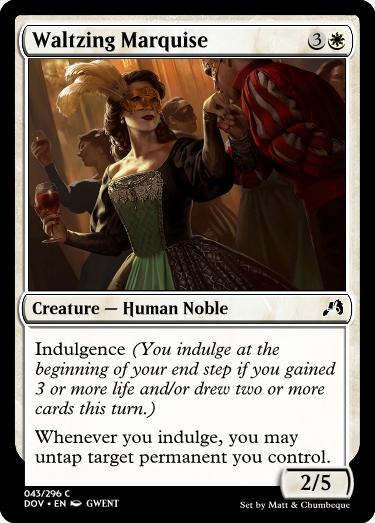 Waltzing Marquise 3
Creature — Human Noble
Indulgence (You indulge at the
beginning of your end step if you gained
3 or more life and/or drew two or more
cards this turn.)
Whenever you indulge, you may
untap target permanent you control.
2/5
043/296 C
DOV • EN GWENT
Set by Matt & Chumbeque